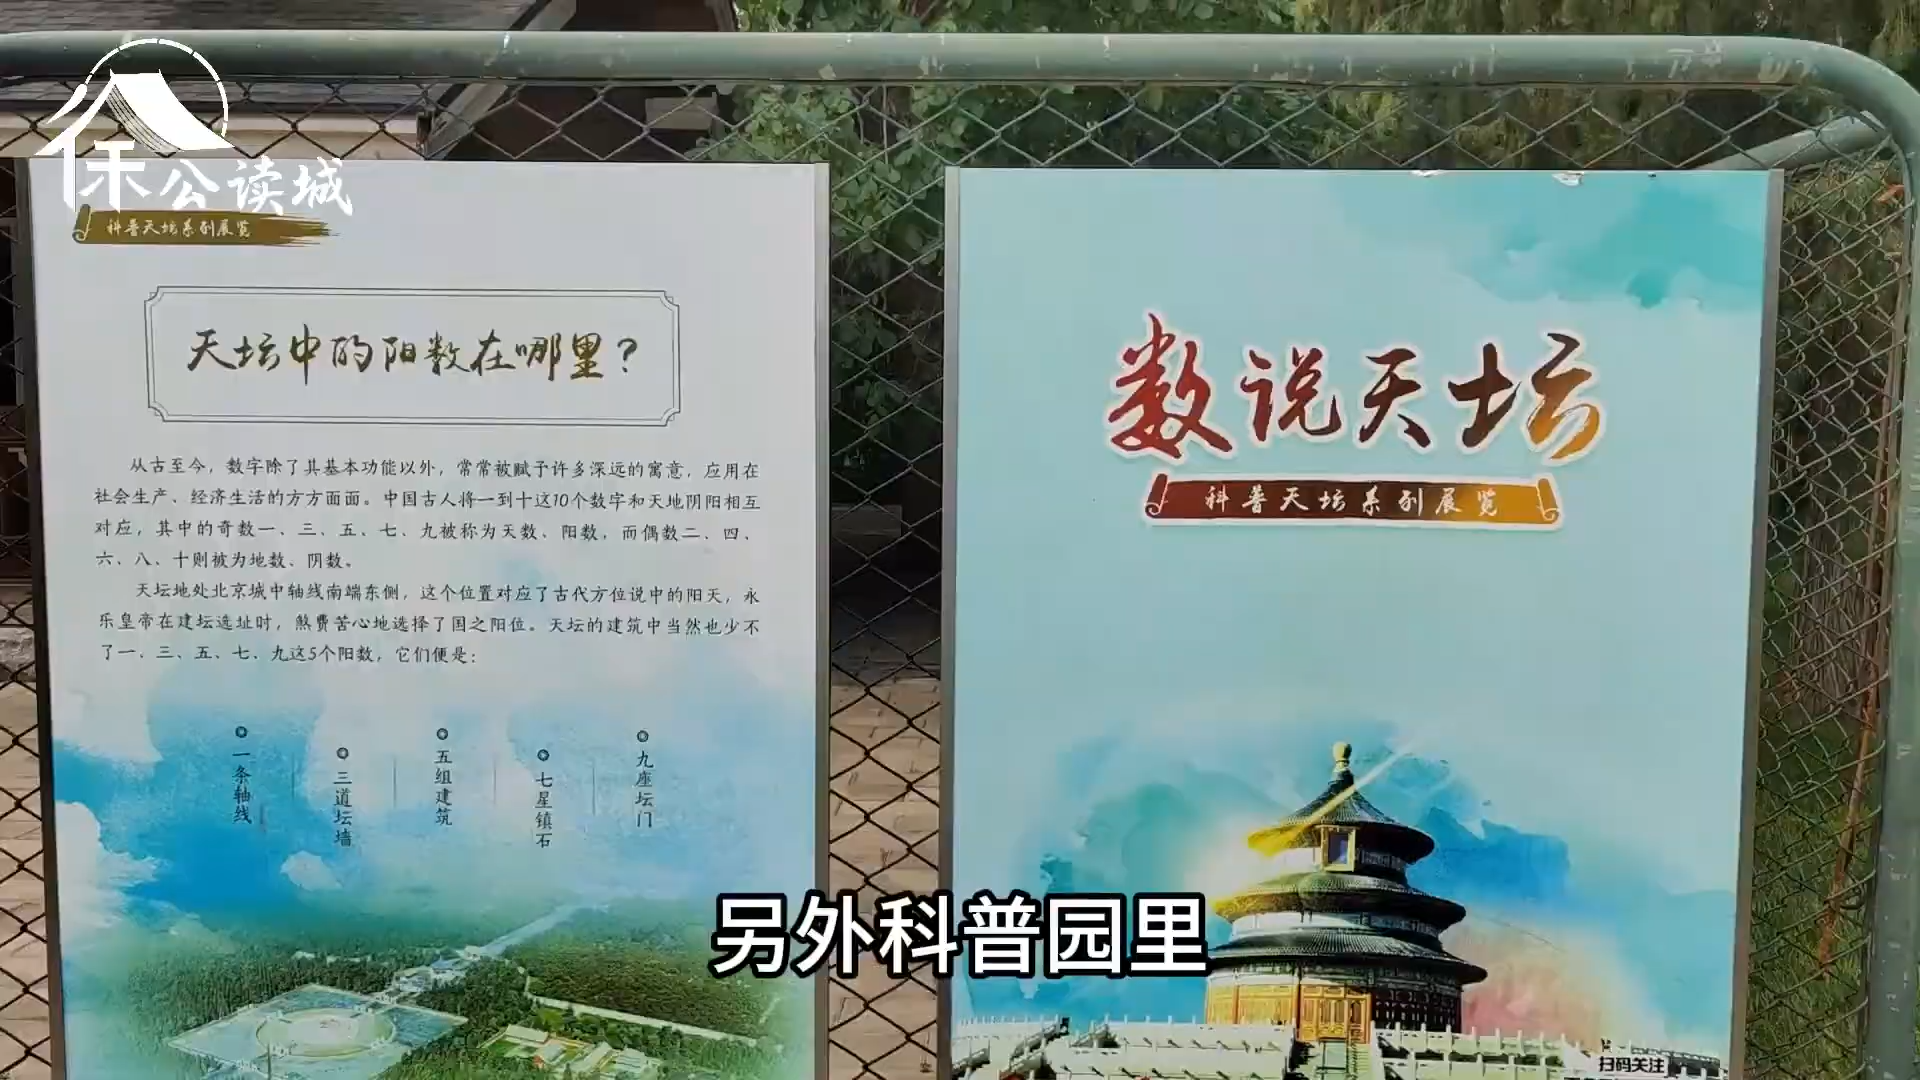 徐公读城
科普天坛系列展览
天坛中的阳数在哪里？
从古至今，数字除了其基本功能以外，常常被赋予许多深远的寓意，应用在
社会生产、经济生活的方方面面。中国古人将一到十这10个数字和天地阴阳相互
对应，其中的奇数一、三、五、七、九被称为天数、阳数，而偶数二、四、
六、八、十则被为地数、阴数。
天坛地处北京城中轴线南端东侧，这个位置对应了古代方位说中的阳天，永
乐皇帝在建坛选址时，煞费苦心地选择了国之阳位。天坛的建筑中当然也少不
了一、三、五、七、九这5个阳数，它们便是：
一条轴线
三道坛墙
五组建筑
七星镇石
九座坛门
数说天坛
科普天坛系列展览
扫码关注
另外科普园里